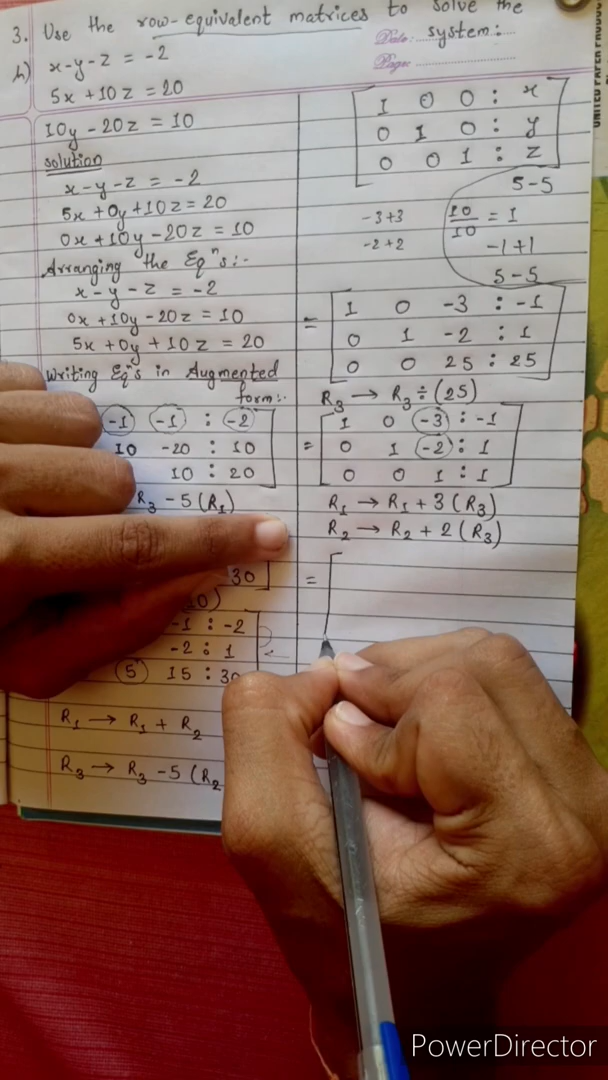 3. Use the row-equivalent matrices to solve the
Date: system:-
Page:
h) x-y-z = -2
5x +10z = 20
10y -20z = 10
solution
x-y-z = -2
5x +0y +10z = 20
0x +10y -20z = 10
Arranging the Eqⁿs:-
x-y-z = -2
0x +10y -20z = 10
5x +0y +10z = 20
Writing Eqⁿs in Augmented
form:-
-1 -1 : -2
10 -20 : 10
10 : 20
R₃ -5(R₁)
30
-1 : -2
-2 : 1
5 15 : 30
R₁ → R₁ + R₂
R₃ → R₃ -5 (R₂
1 0 0 : x
0 1 0 : y
0 0 1 : z
5-5
-3+3
10/10 = 1
-2+2
-1+1
5-5
= 1 0 -3 : -1
0 1 -2 : 1
0 0 25 : 25
R₃ → R₃ ÷ (25)
= 1 0 -3 : -1
0 1 -2 : 1
0 0 1 : 1
R₁ → R₁ + 3 (R₃)
R₂ → R₂ + 2 (R₃)
=
PowerDirector